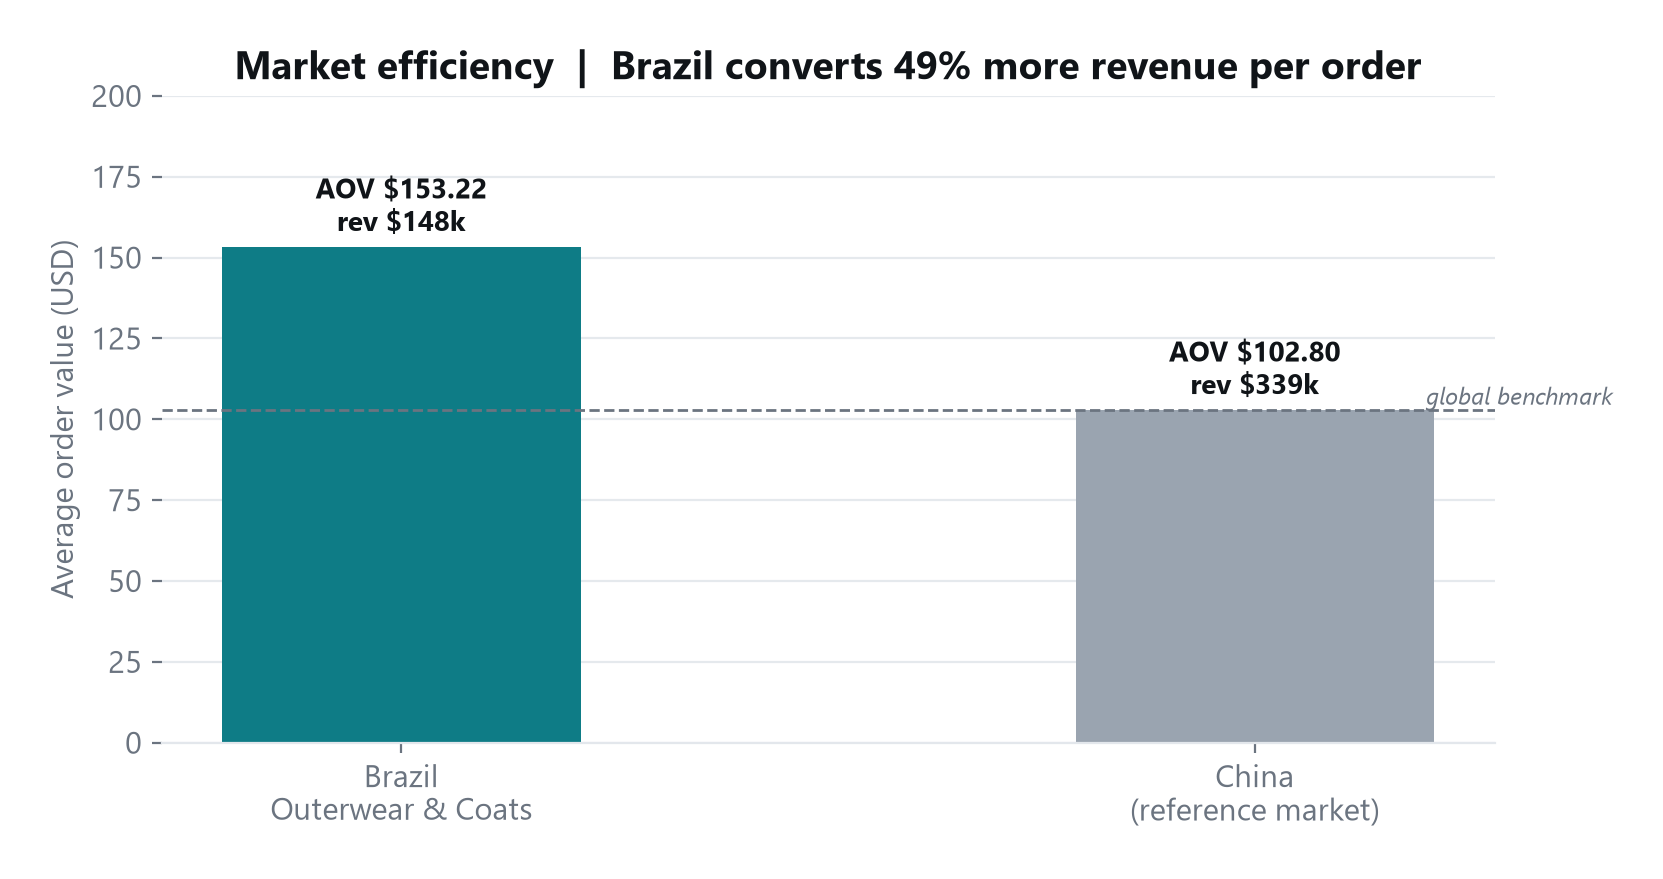 Market efficiency | Brazil converts 49% more revenue per order
Average order value (USD)
200
175
150
125
100
75
50
25
0
AOV $153.22
rev $148k
AOV $102.80
rev $339k
global benchmark
Brazil
Outerwear & Coats
China
(reference market)